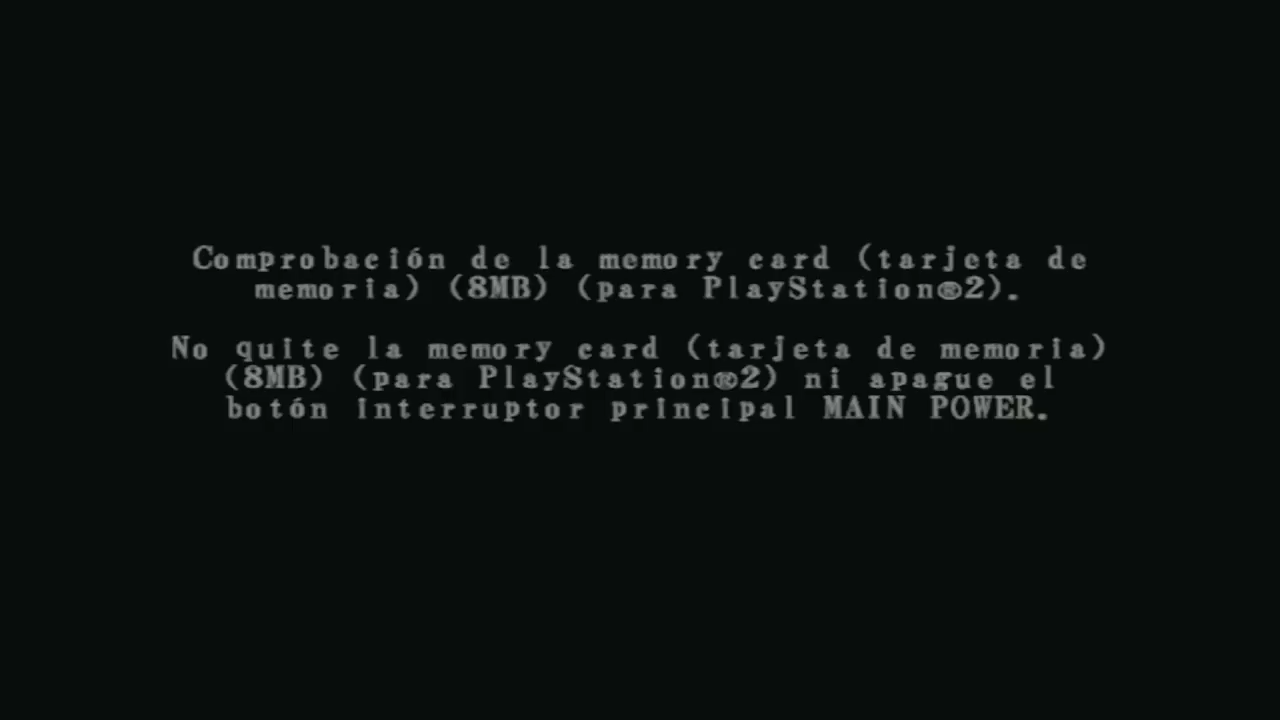 Comprobación de la memory card (tarjeta de
memoria) (8MB) (para PlayStation®2).
No quite la memory card (tarjeta de memoria)
(8MB) (para PlayStation®2) ni apague el
botón interruptor principal MAIN POWER.